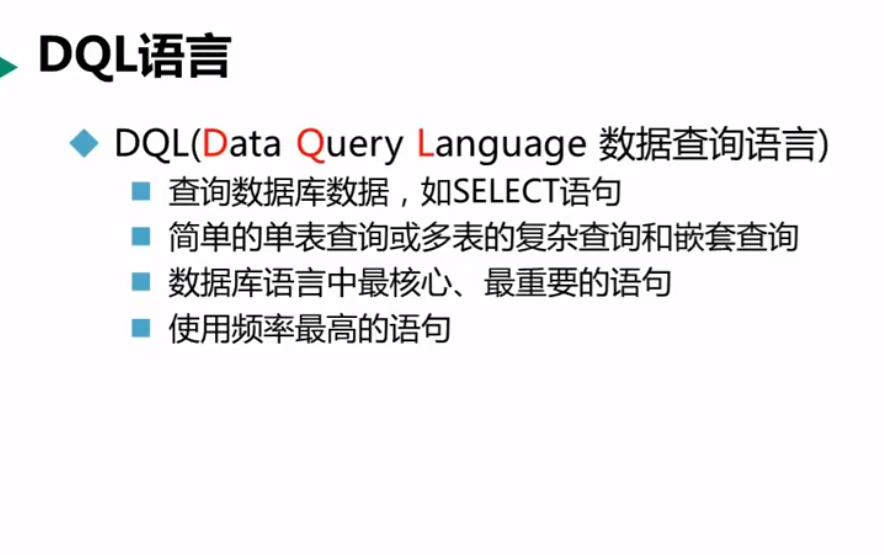 DQL语言
DQL(Data Query Language 数据查询语言)
查询数据库数据，如SELECT语句
简单的单表查询或多表的复杂查询和嵌套查询
数据库语言中最核心、最重要的语句
使用频率最高的语句